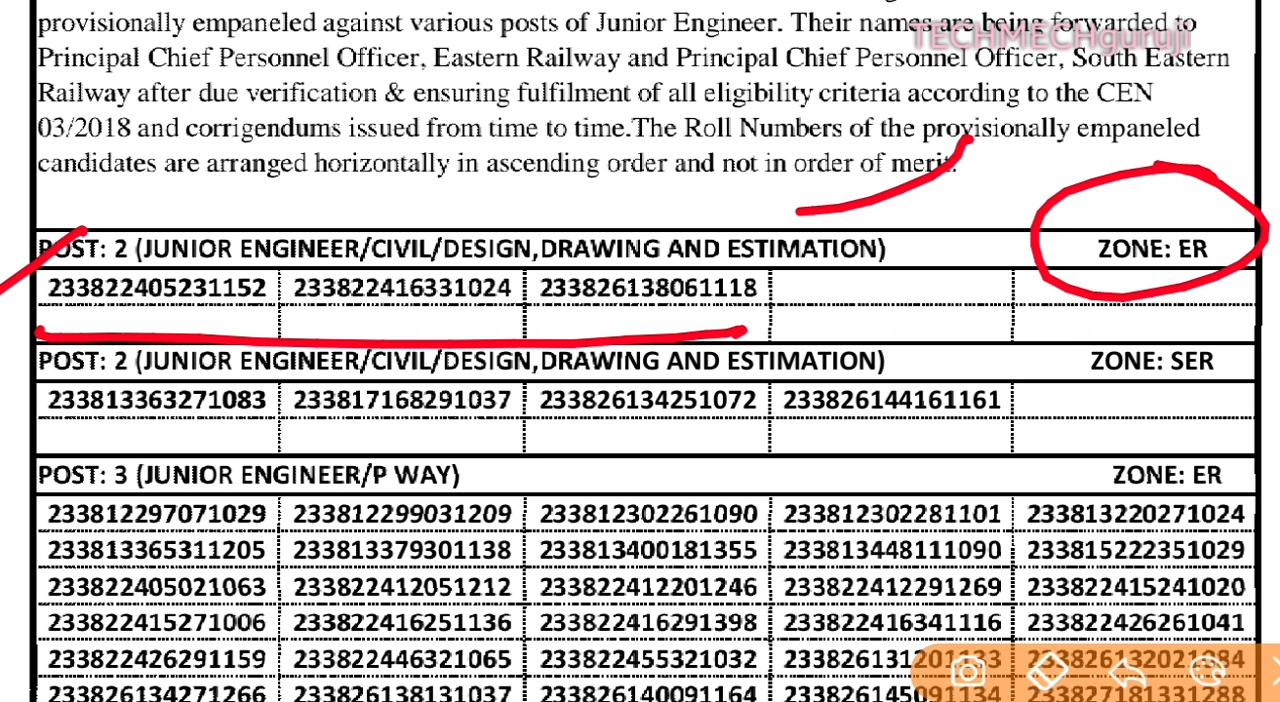 provisionally empaneled against various posts of Junior Engineer. Their names are being forwarded to
TECHMECHguruji
Principal Chief Personnel Officer, Eastern Railway and Principal Chief Personnel Officer, South Eastern
Railway after due verification & ensuring fulfilment of all eligibility criteria according to the CEN
03/2018 and corrigendums issued from time to time.The Roll Numbers of the provisionally empaneled
candidates are arranged horizontally in ascending order and not in order of merit.
POST: 2 (JUNIOR ENGINEER/CIVIL/DESIGN,DRAWING AND ESTIMATION) ZONE: ER
233822405231152 233822416331024 233826138061118
POST: 2 (JUNIOR ENGINEER/CIVIL/DESIGN,DRAWING AND ESTIMATION) ZONE: SER
233813363271083 233817168291037 233826134251072 233826144161161
POST: 3 (JUNIOR ENGINEER/P WAY) ZONE: ER
233812297071029 233812299031209 233812302261090 233812302281101 233813220271024
233813365311205 233813379301138 233813400181355 233813448111090 233815222351029
233822405021063 233822412051212 233822412201246 233822412291269 233822415241020
233822415271006 233822416251136 233822416291398 233822416341116 233822426261041
233822426291159 233822446321065 233822455321032
233826134271266 233826138131037 233826140091164 233826145091134 233827181331288